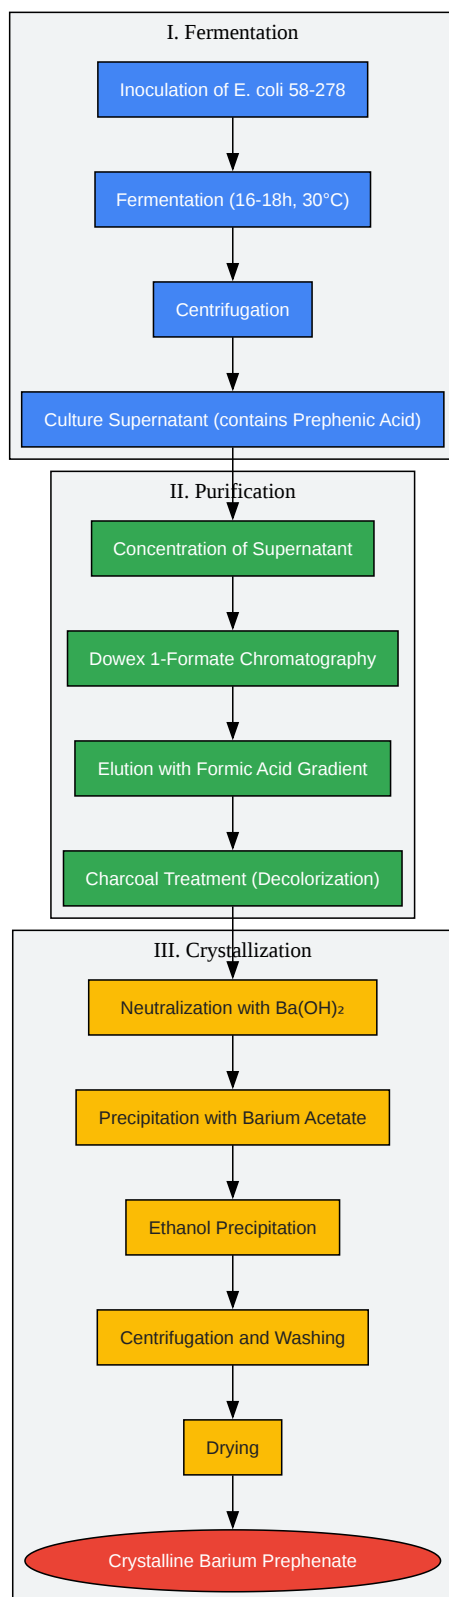 I. Fermentation
Inoculation of E. coli 58-278
Fermentation (16-18h, 30°C)
Centrifugation
Culture Supernatant (contains Prephenic Acid)
II. Purification
Concentration of Supernatant
Dowex 1-Formate Chromatography
Elution with Formic Acid Gradient
Charcoal Treatment (Decolorization)
III. Crystallization
Neutralization with Ba(OH)₂
Precipitation with Barium Acetate
Ethanol Precipitation
Centrifugation and Washing
Drying
Crystalline Barium Prephenate